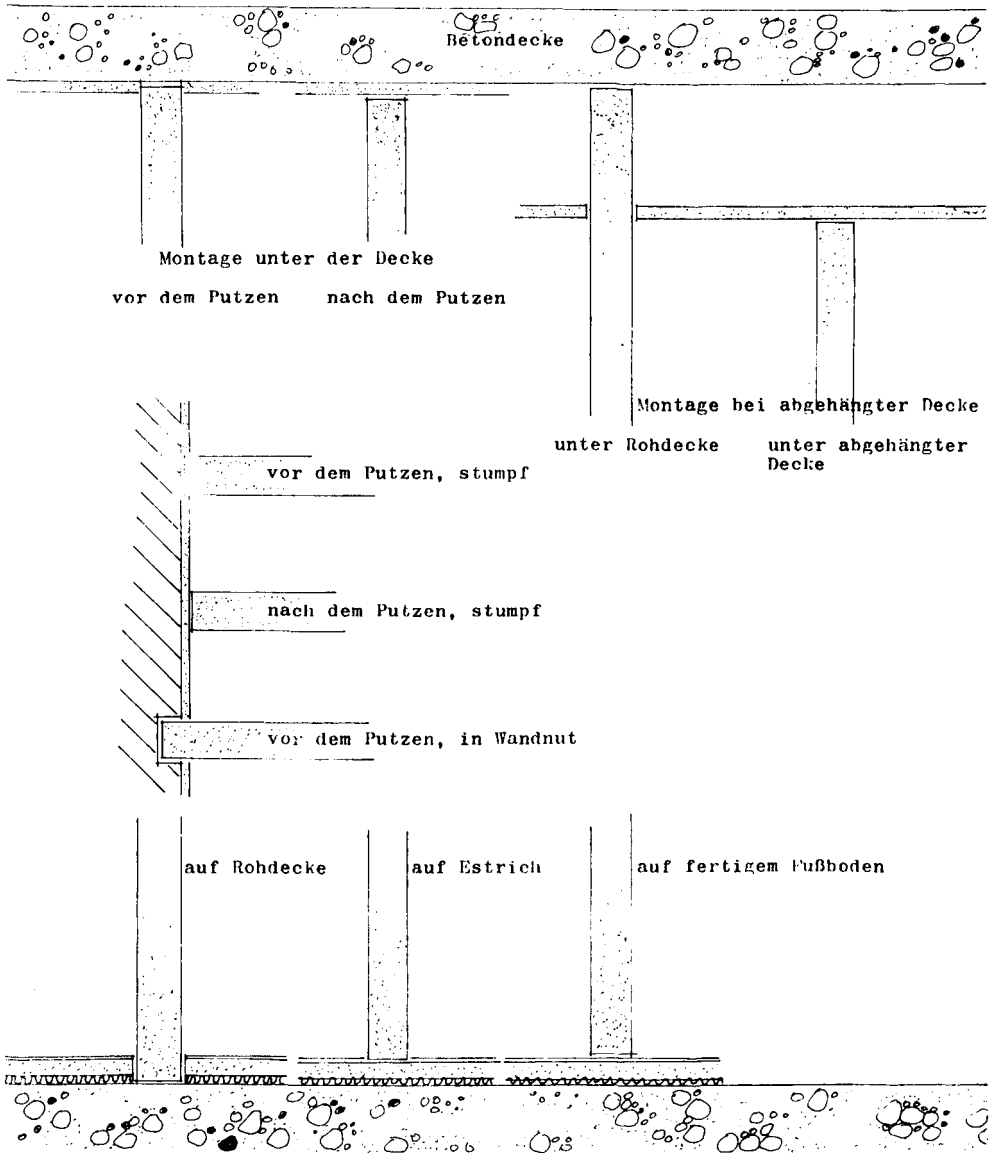 Betondecke
Montage unter der Decke
vor dem Putzen nach dem Putzen
Montage bei abgehängter Decke
unter Rohdecke unter abgehängter
Decke
vor dem Putzen, stumpf
nach dem Putzen, stumpf
vor dem Putzen, in Wandnut
auf Rohdecke auf Estrich auf fertigem Fußboden